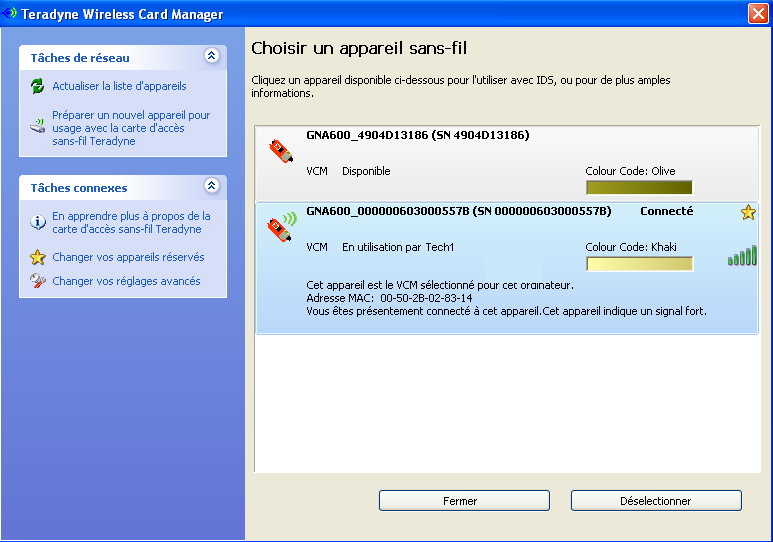 Teradyne Wireless Card Manager
Tâches de réseau
Actualiser la liste d'appareils
Préparer un nouvel appareil pour
usage avec la carte d'accès
sans-fil Teradyne
Tâches connexes
En apprendre plus à propos de la
carte d'accès sans-fil Teradyne
Changer vos appareils réservés
Changer vos réglages avancés
Choisir un appareil sans-fil
Cliquez un appareil disponible ci-dessous pour l'utiliser avec IDS, ou pour de plus amples
informations.
GNA600_4904D13186 (SN 4904D13186)
VCM Disponible Colour Code: Olive
GNA600_000000603000557B (SN 000000603000557B) Connecté
VCM En utilisation par Tech1 Colour Code: Khaki
Cet appareil est le VCM sélectionné pour cet ordinateur.
Adresse MAC: 00-50-2B-02-83-14
Vous êtes présentement connecté à cet appareil.Cet appareil indique un signal fort.
Fermer Déselectionner